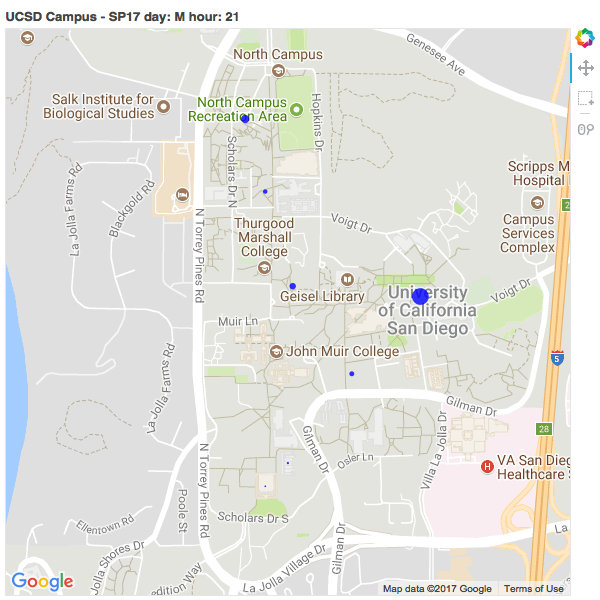 UCSD Campus - SP17 day: M hour: 21
Genesee Ave
North Campus
Salk Institute for
Biological Studies
North Campus
Recreation Area
Hopkins Dr
Scholars Dr N
Scripps M
Hospital
La Jolla Farms Rd
Blackgold Rd
N Torrey Pines Rd
Voigt Dr
Thurgood
Marshall
College
Campus
Services
Complex
2
Geisel Library
University
of California
San Diego
Voigt Dr
Muir Ln
John Muir College
5
La Jolla Farms Rd
Gilman Dr
Gilman Dr
Villa La Jolla Dr
28
Osler Ln
N Torrey Pines Rd
H
VA San Dieg
Healthcare S
Poole St
Ellentown Rd
Scholars Dr S
La
La Jolla Shores Dr
Gilman Dr
La Jolla Village Dr
edition Way
Google
Map data ©2017 Google
Terms of Use